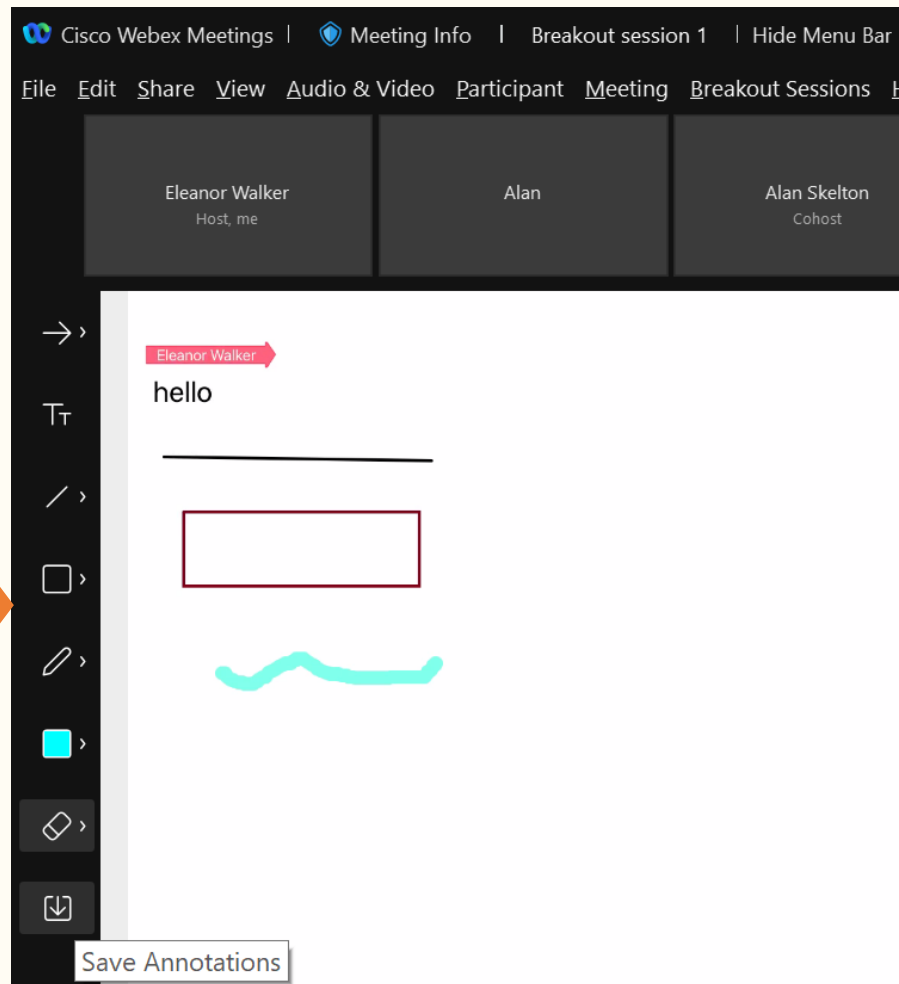 Cisco Webex Meetings | Meeting Info | Breakout session 1 | Hide Menu Bar
File Edit Share View Audio & Video Participant Meeting Breakout Sessions
Eleanor Walker Alan Alan Skelton
Host, me Cohost
Eleanor Walker
hello
Save Annotations